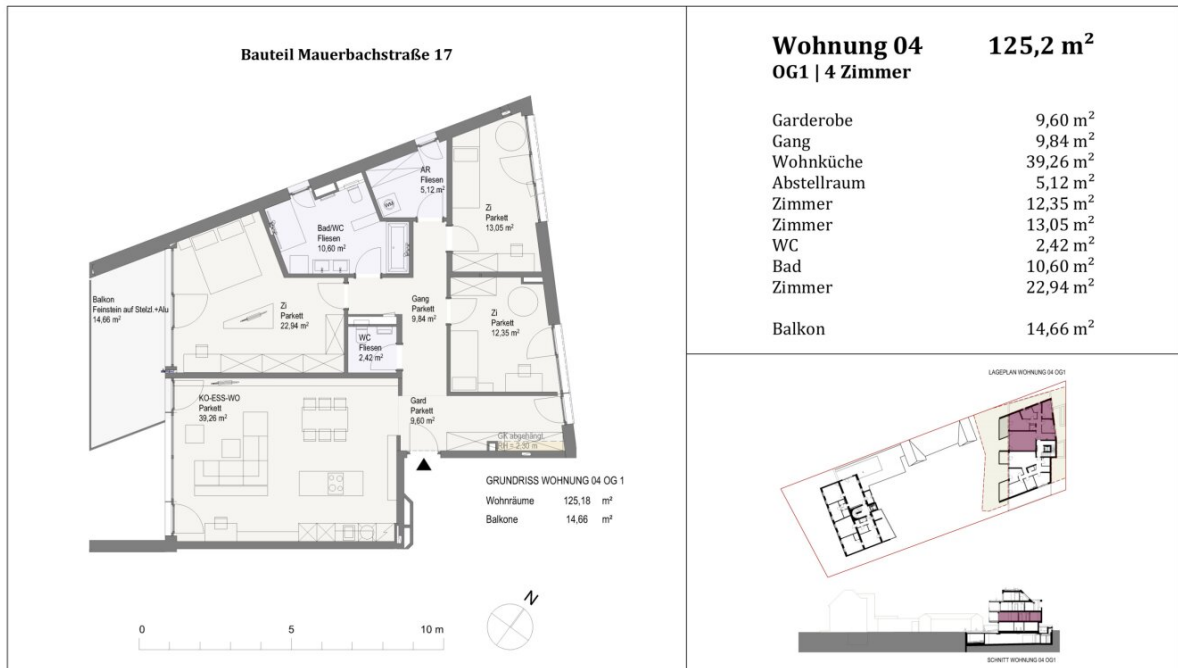 Bauteil Mauerbachstraße 17
AR
Fliesen
5,12 m²
Zi
Parkett
13,05 m²
Bad/WC
Fliesen
10,60 m²
Balkon
Feinstein auf Stelzl.+Alu
14,66 m²
Zi
Parkett
22,94 m²
Gang
Parkett
9,84 m²
Zi
Parkett
12,35 m²
WC
Fliesen
2,42 m²
KO-ESS-WO
Parkett
39,26 m²
Gard
Parkett
9,60 m²
GK abgehängt
RH = 2,30 m
GRUNDRISS WOHNUNG 04 OG 1
Wohnräume 125,18 m²
Balkone 14,66 m²
N
0 5 10 m
Wohnung 04 125,2 m²
OG1 | 4 Zimmer
Garderobe 9,60 m²
Gang 9,84 m²
Wohnküche 39,26 m²
Abstellraum 5,12 m²
Zimmer 12,35 m²
Zimmer 13,05 m²
WC 2,42 m²
Bad 10,60 m²
Zimmer 22,94 m²
Balkon 14,66 m²
LAGEPLAN WOHNUNG 04 OG1
SCHNITT WOHNUNG 04 OG1